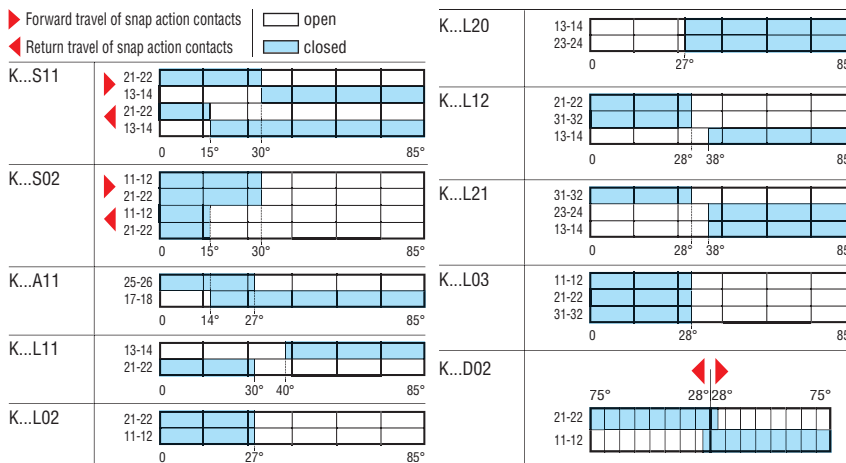 Forward travel of snap action contacts
open
Return travel of snap action contacts
closed
K...S11
21-22
13-14
21-22
13-14
0 15° 30° 85°
K...S02
11-12
21-22
11-12
21-22
0 15° 30° 85°
K...A11
25-26
17-18
0 14° 27° 85°
K...L11
13-14
21-22
0 30° 40° 85°
K...L02
21-22
11-12
0 27° 85°
K...L20
13-14
23-24
0 27° 85
K...L12
21-22
31-32
13-14
0 28° 38° 85
K...L21
31-32
23-24
13-14
0 28° 38° 85
K...L03
11-12
21-22
31-32
0 28° 85
K...D02
75° 28° 28° 75°
21-22
11-12